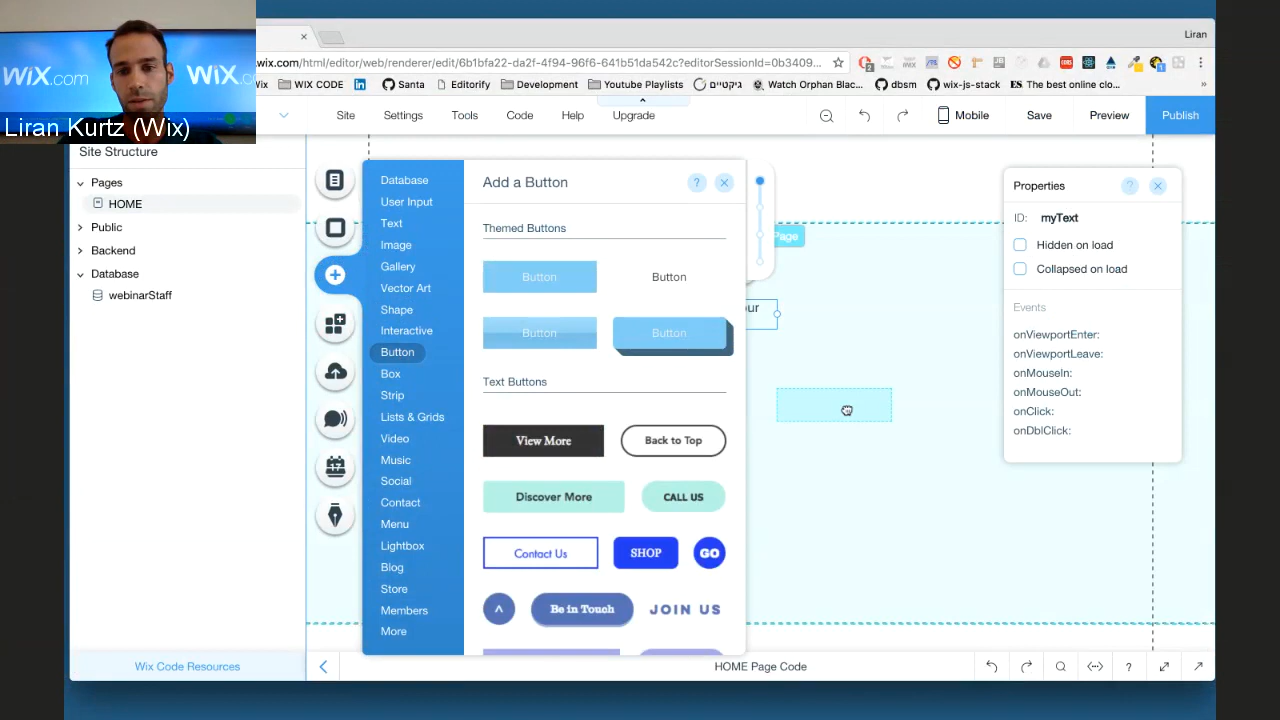 WiX.com
WiX.co
Liran Kurtz (Wix)
Liran
wix.com/html/editor/web/renderer/edit/6b1bfa22-da2f-4f94-96f6-641b51da542c?editorSessionId=0b3409...
WIX CODE
Santa
Editorify
Development
Youtube Playlists
גיקטיים
Watch Orphan Blac...
dbsm
wix-js-stack
ES The best online clo...
Site
Settings
Tools
Code
Help
Upgrade
Mobile
Save
Preview
Publish
Site Structure
Pages
HOME
Public
Backend
Database
webinarStaff
Wix Code Resources
Database
User Input
Text
Image
Gallery
Vector Art
Shape
Interactive
Button
Box
Strip
Lists & Grids
Video
Music
Social
Contact
Menu
Lightbox
Blog
Store
Members
More
Add a Button
?
Themed Buttons
Button
Button
Button
Button
Text Buttons
View More
Back to Top
Discover More
CALL US
Contact Us
SHOP
GO
Be in Touch
JOIN US
Page
our
Properties
?
ID: myText
Hidden on load
Collapsed on load
Events
onViewportEnter:
onViewportLeave:
onMouseIn:
onMouseOut:
onClick:
onDblClick:
HOME Page Code
?